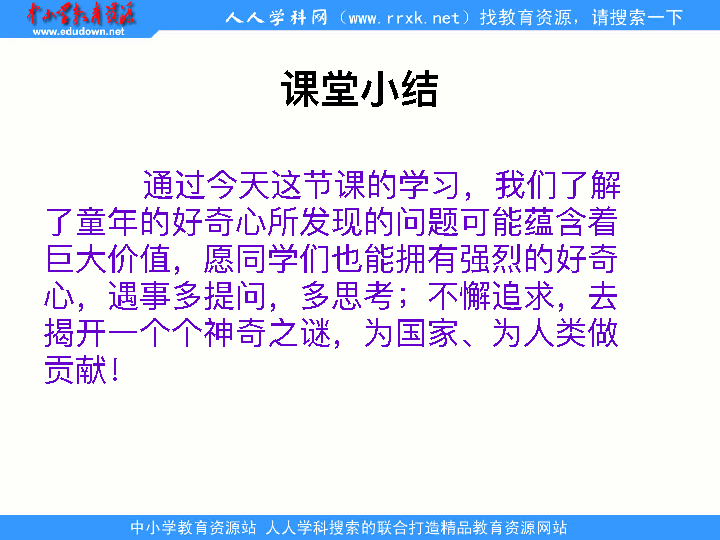 中小学教育资源
www.edudown.net
人人学科网（www.rrxk.net）找教育资源，请搜索一下
课堂小结
通过今天这节课的学习，我们了解
了童年的好奇心所发现的问题可能蕴含着
巨大价值，愿同学们也能拥有强烈的好奇
心，遇事多提问，多思考；不懈追求，去
揭开一个个神奇之谜，为国家、为人类做
贡献！
中小学教育资源站 人人学科搜索的联合打造精品教育资源网站